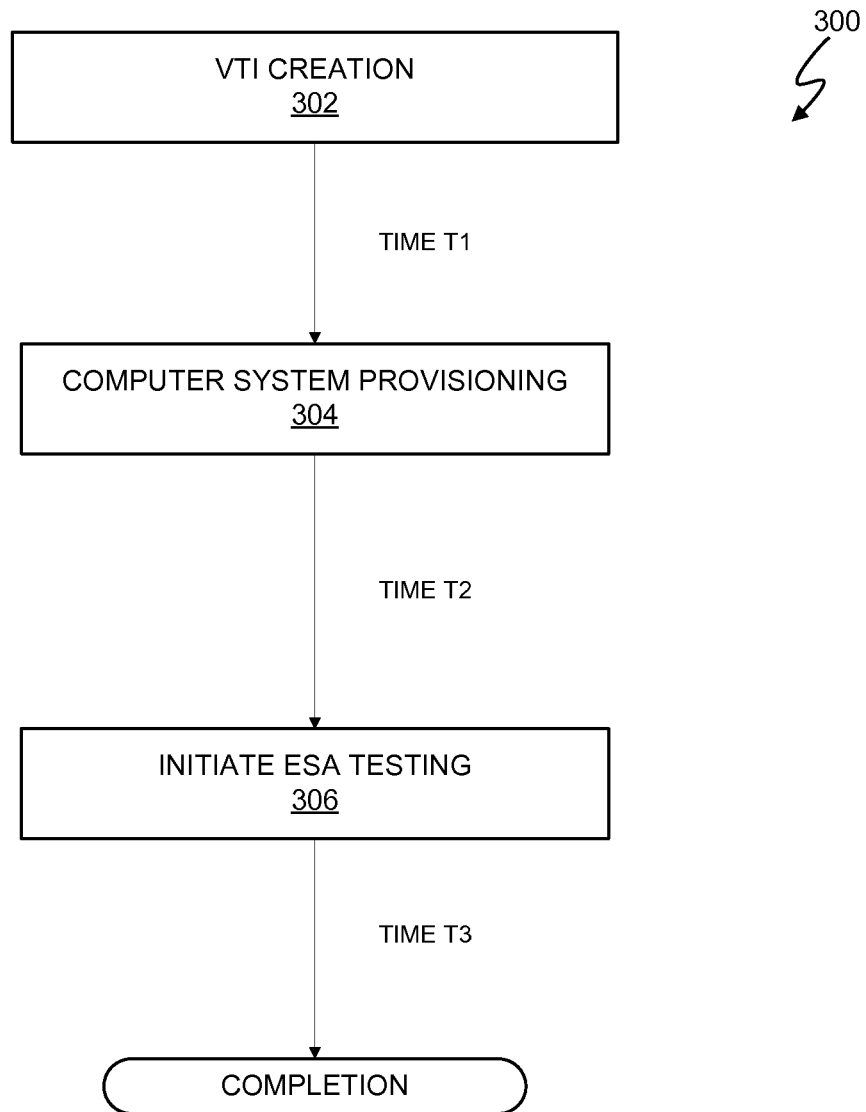 300
VTI CREATION
302
TIME T1
COMPUTER SYSTEM PROVISIONING
304
TIME T2
INITIATE ESA TESTING
306
TIME T3
COMPLETION